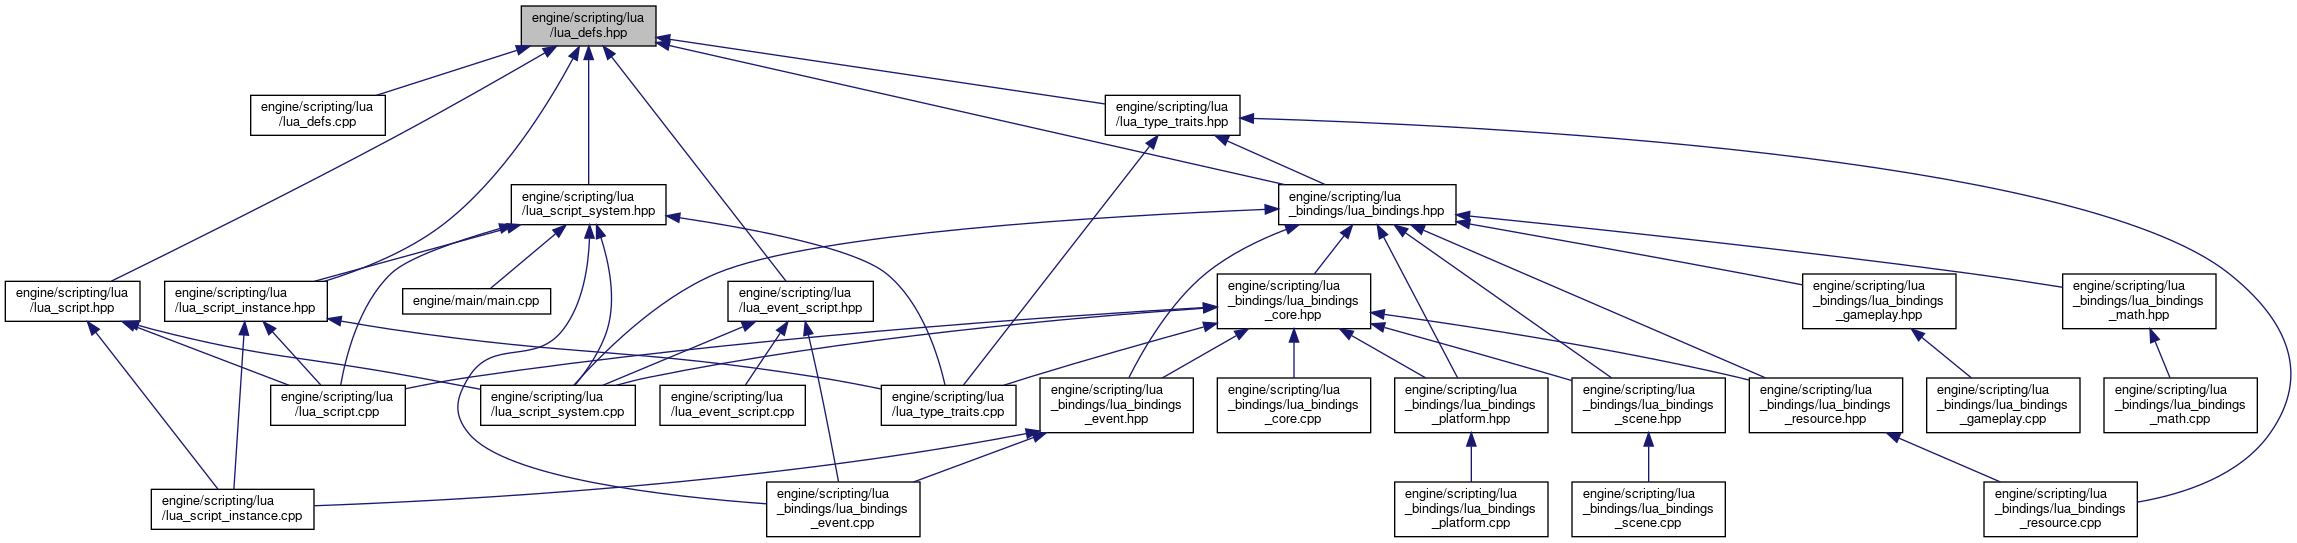 engine/scripting/lua
/lua_defs.hpp
engine/scripting/lua
/lua_defs.cpp
engine/scripting/lua
/lua_type_traits.hpp
engine/scripting/lua
/lua_script_system.hpp
engine/scripting/lua
_bindings/lua_bindings.hpp
engine/scripting/lua
/lua_script.hpp
engine/scripting/lua
/lua_script_instance.hpp
engine/main/main.cpp
engine/scripting/lua
/lua_event_script.hpp
engine/scripting/lua
_bindings/lua_bindings
_core.hpp
engine/scripting/lua
_bindings/lua_bindings
_gameplay.hpp
engine/scripting/lua
_bindings/lua_bindings
_math.hpp
engine/scripting/lua
/lua_script.cpp
engine/scripting/lua
/lua_script_system.cpp
engine/scripting/lua
/lua_event_script.cpp
engine/scripting/lua
/lua_type_traits.cpp
engine/scripting/lua
_bindings/lua_bindings
_event.hpp
engine/scripting/lua
_bindings/lua_bindings
_core.cpp
engine/scripting/lua
_bindings/lua_bindings
_platform.hpp
engine/scripting/lua
_bindings/lua_bindings
_scene.hpp
engine/scripting/lua
_bindings/lua_bindings
_resource.hpp
engine/scripting/lua
_bindings/lua_bindings
_gameplay.cpp
engine/scripting/lua
_bindings/lua_bindings
_math.cpp
engine/scripting/lua
/lua_script_instance.cpp
engine/scripting/lua
_bindings/lua_bindings
_event.cpp
engine/scripting/lua
_bindings/lua_bindings
_platform.cpp
engine/scripting/lua
_bindings/lua_bindings
_scene.cpp
engine/scripting/lua
_bindings/lua_bindings
_resource.cpp